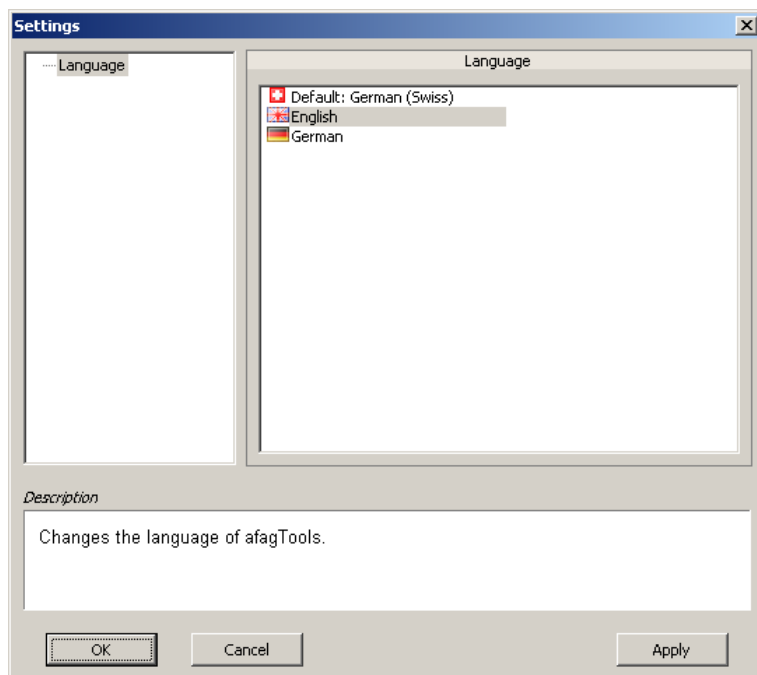 Settings
Language
Language
Default: German (Swiss)
English
German
Description
Changes the language of afagTools.
OK
Cancel
Apply